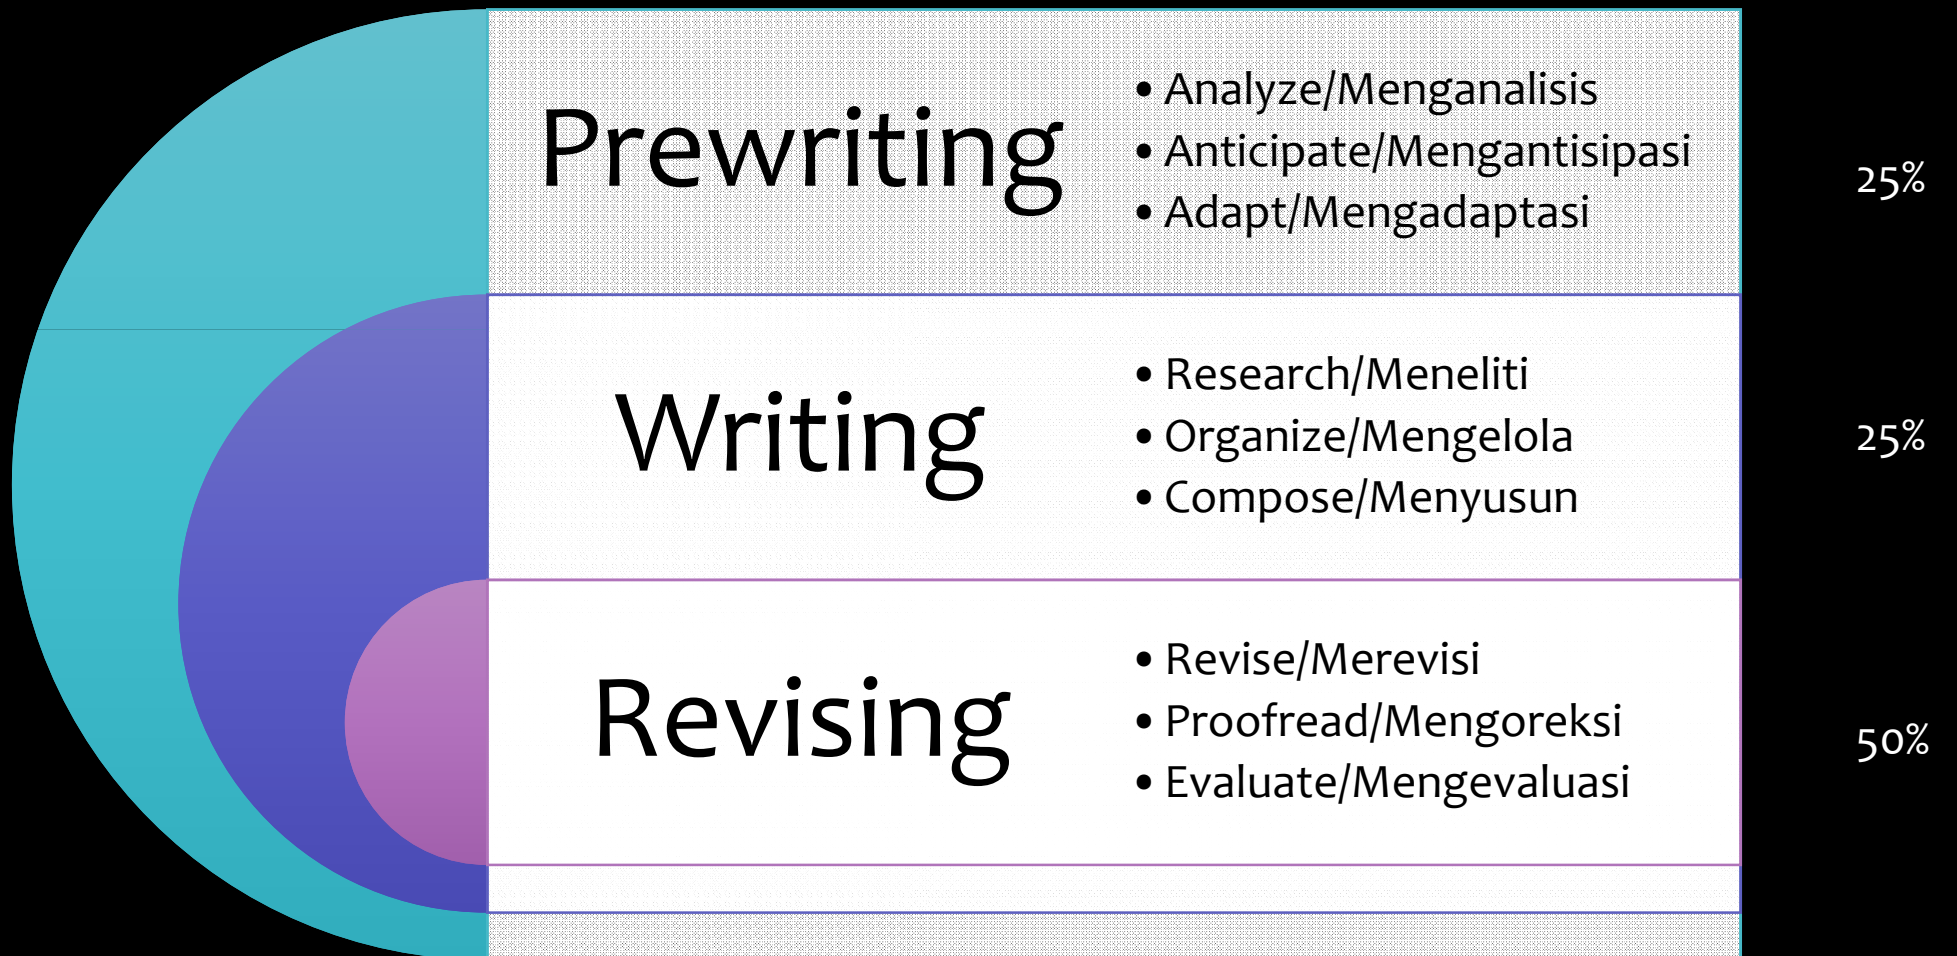 Prewriting
• Analyze/Menganalisis
• Anticipate/Mengantisipasi
• Adapt/Mengadaptasi
25%
Writing
• Research/Meneliti
• Organize/Mengelola
• Compose/Menyusun
25%
Revising
• Revise/Merevisi
• Proofread/Mengoreksi
• Evaluate/Mengevaluasi
50%